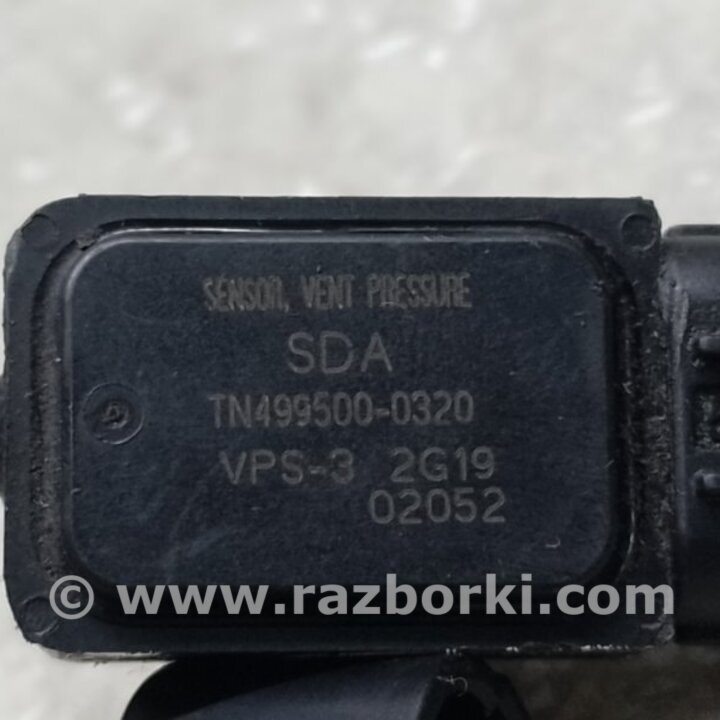 SENSOR, VENT PRESSURE
SDA
TN499500-0320
VPS-3 2G19
02052
© www.razborki.com